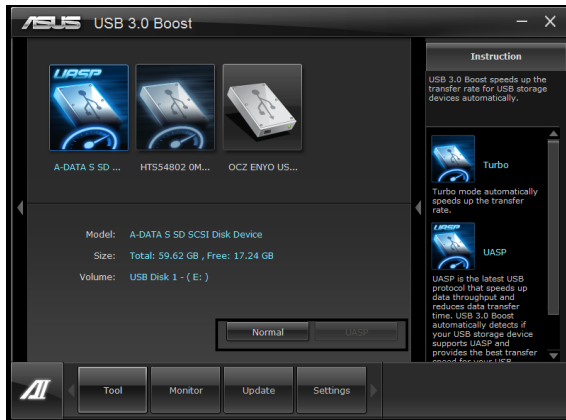 ASUS USB 3.0 Boost
UASP
A-DATA S SD ...
HTS54802 0M...
OCZ ENYO US...
Model: A-DATA S SD SCSI Disk Device
Size: Total: 59.62 GB , Free: 17.24 GB
Volume: USB Disk 1 - ( E: )
Normal
UASP
Instruction
USB 3.0 Boost speeds up the
transfer rate for USB storage
devices automatically.
Turbo
Turbo mode automatically
speeds up the transfer
rate.
UASP
UASP
UASP is the latest USB
protocol that speeds up
data throughput and
reduces data transfer
time. USB 3.0 Boost
automatically detects if
your USB storage device
supports UASP and
provides the best transfer
speed for your USB
Tool
Monitor
Update
Settings